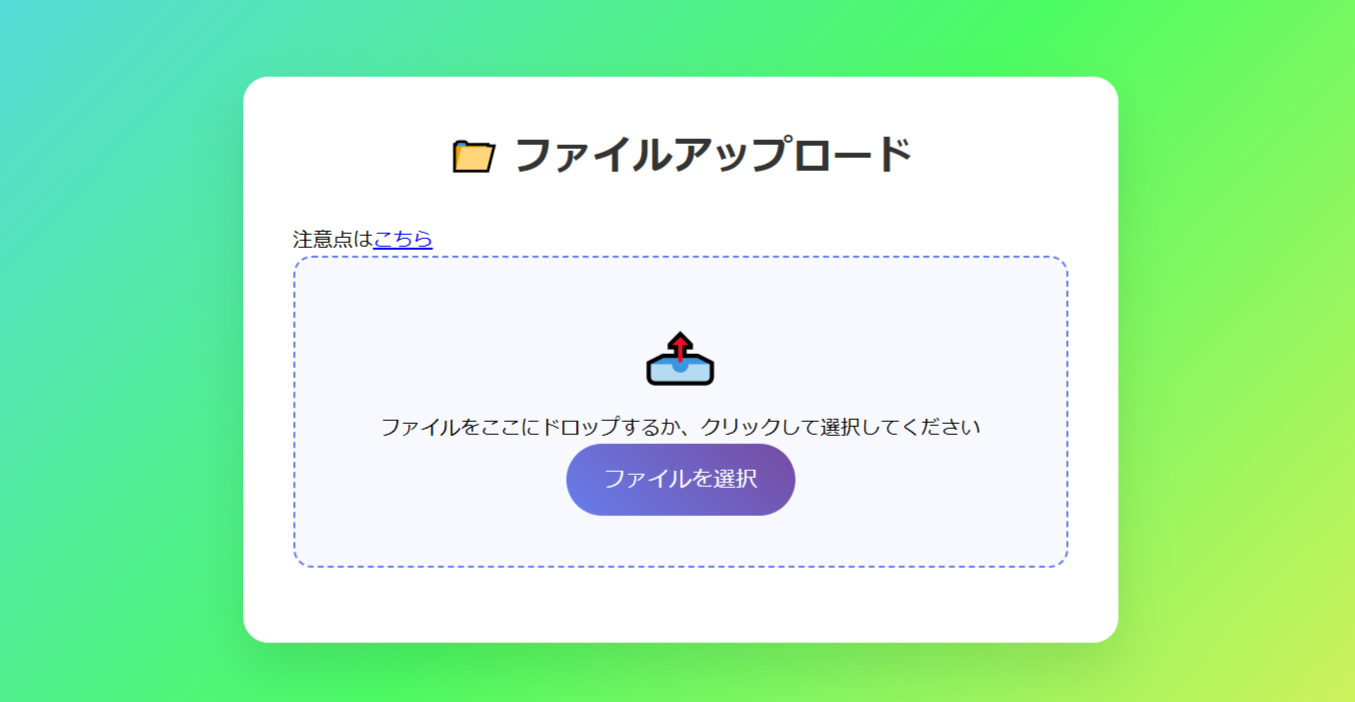 ファイルアップロード
注意点はこちら
ファイルをここにドロップするか、クリックして選択してください
ファイルを選択